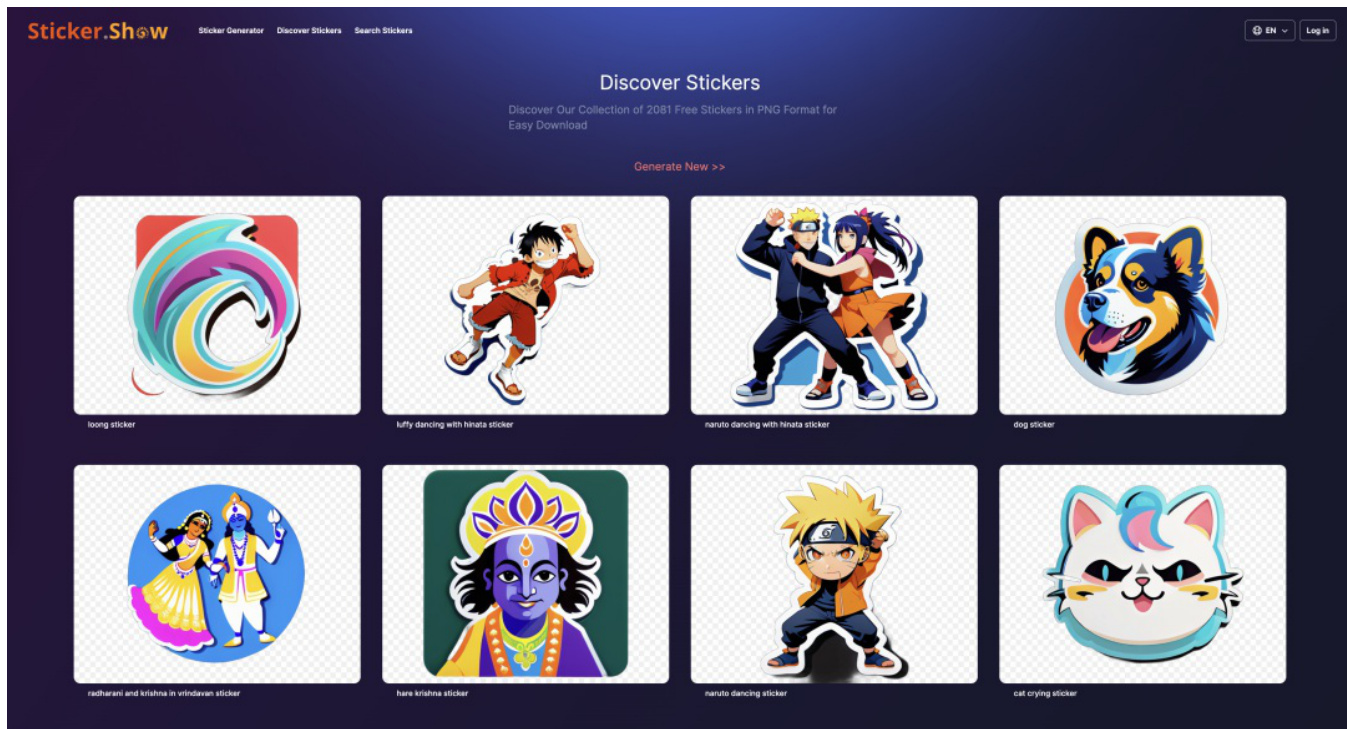 Sticker.Show
Sticker Generator
Discover Stickers
Search Stickers
EN
Log in
Discover Stickers
Discover Our Collection of 2081 Free Stickers in PNG Format for
Easy Download
Generate New >>
loong sticker
luffy dancing with hinata sticker
naruto dancing with hinata sticker
dog sticker
radharani and krishna in vrindavan sticker
hare krishna sticker
naruto dancing sticker
cat crying sticker